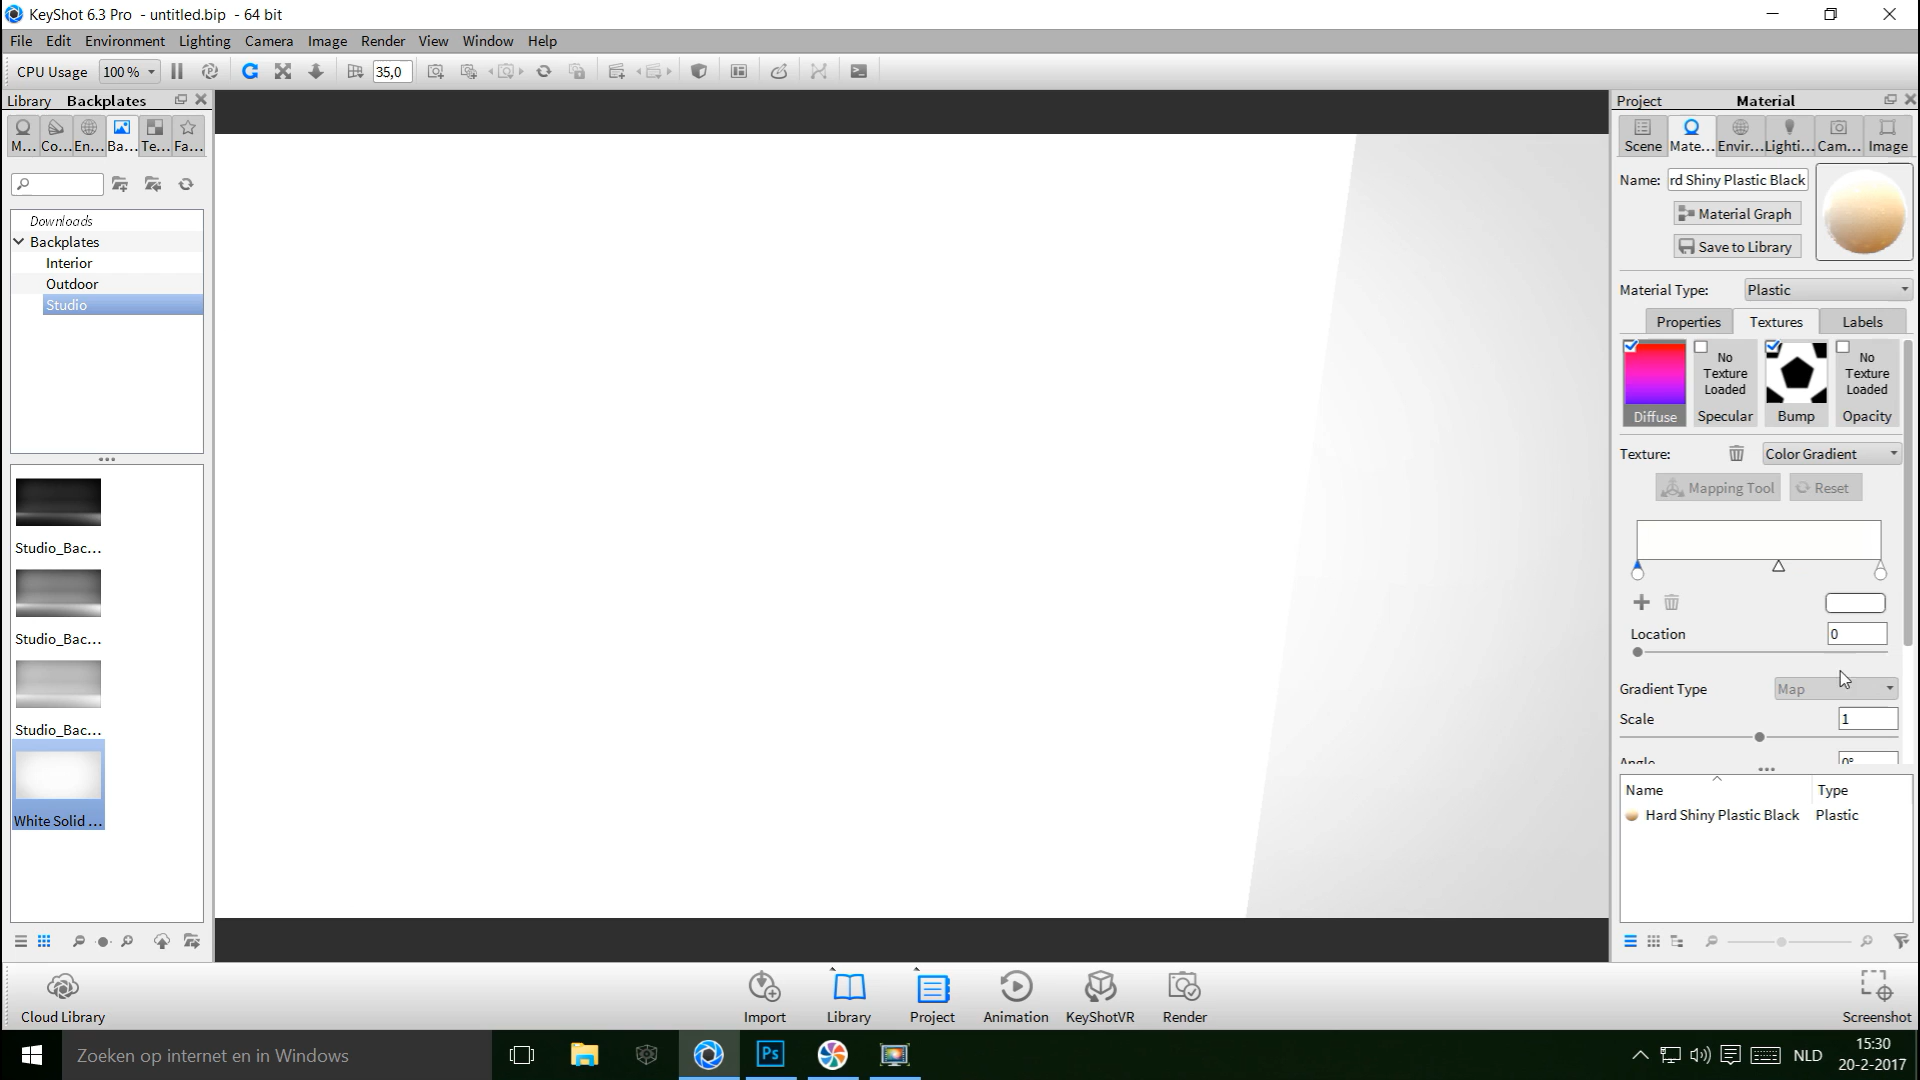 KeyShot 6.3 Pro - untitled.bip - 64 bit
File Edit Environment Lighting Camera Image Render View Window Help
CPU Usage 100 % 35,0
Library Backplates
M... Co... En... Ba... Te... Fa...
Downloads
Backplates
Interior
Outdoor
Studio
Studio_Bac...
Studio_Bac...
Studio_Bac...
White Solid ...
Project Material
Scene Mate... Envir... Lighti... Cam... Image
Name: rd Shiny Plastic Black
Material Graph
Save to Library
Material Type: Plastic
Properties Textures Labels
No Texture Loaded
No Texture Loaded
Diffuse Specular Bump Opacity
Texture: Color Gradient
Mapping Tool Reset
Location 0
Gradient Type Map
Scale 1
Angle 0°
Name Type
Hard Shiny Plastic Black Plastic
Cloud Library Import Library Project Animation KeyShotVR Render Screenshot
Zoeken op internet en in Windows
Ps
NLD
15:30
20-2-2017